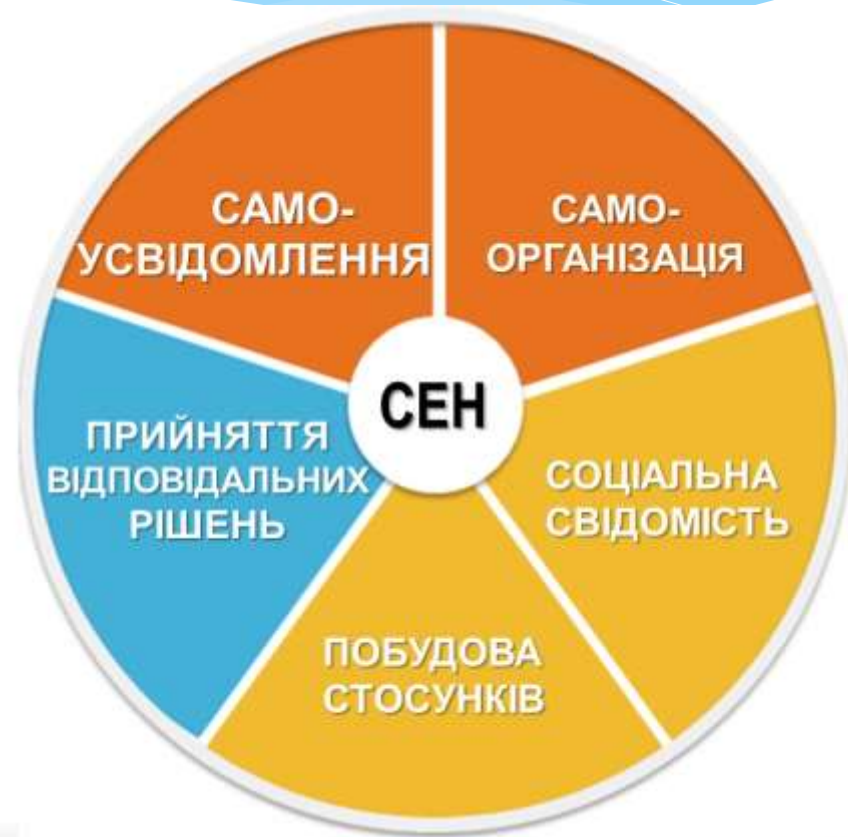 САМО-
УСВІДОМЛЕННЯ
САМО-
ОРГАНІЗАЦІЯ
СЕН
ПРИЙНЯТТЯ
ВІДПОВІДАЛЬНИХ
РІШЕНЬ
СОЦІАЛЬНА
СВІДОМІСТЬ
ПОБУДОВА
СТОСУНКІВ